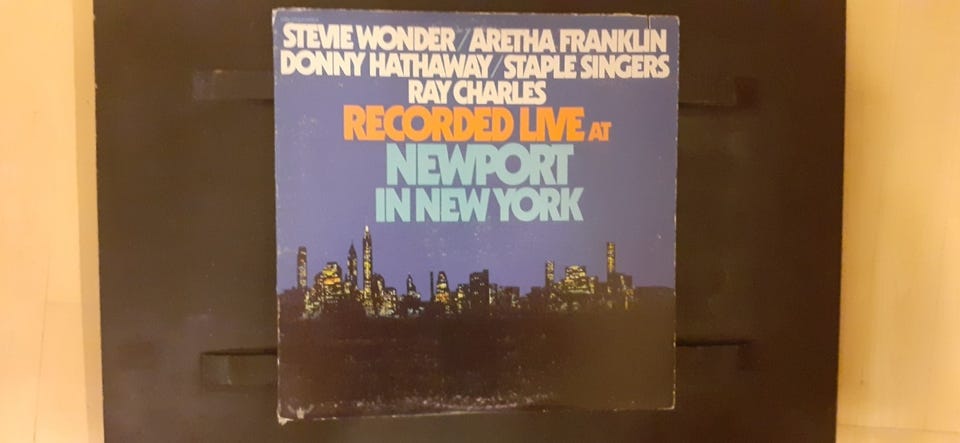 STEVIE WONDER/ARETHA FRANKLIN
DONNY HATHAWAY/STAPLE SINGERS
RAY CHARLES
RECORDED LIVE AT
NEWPORT
IN NEW YORK